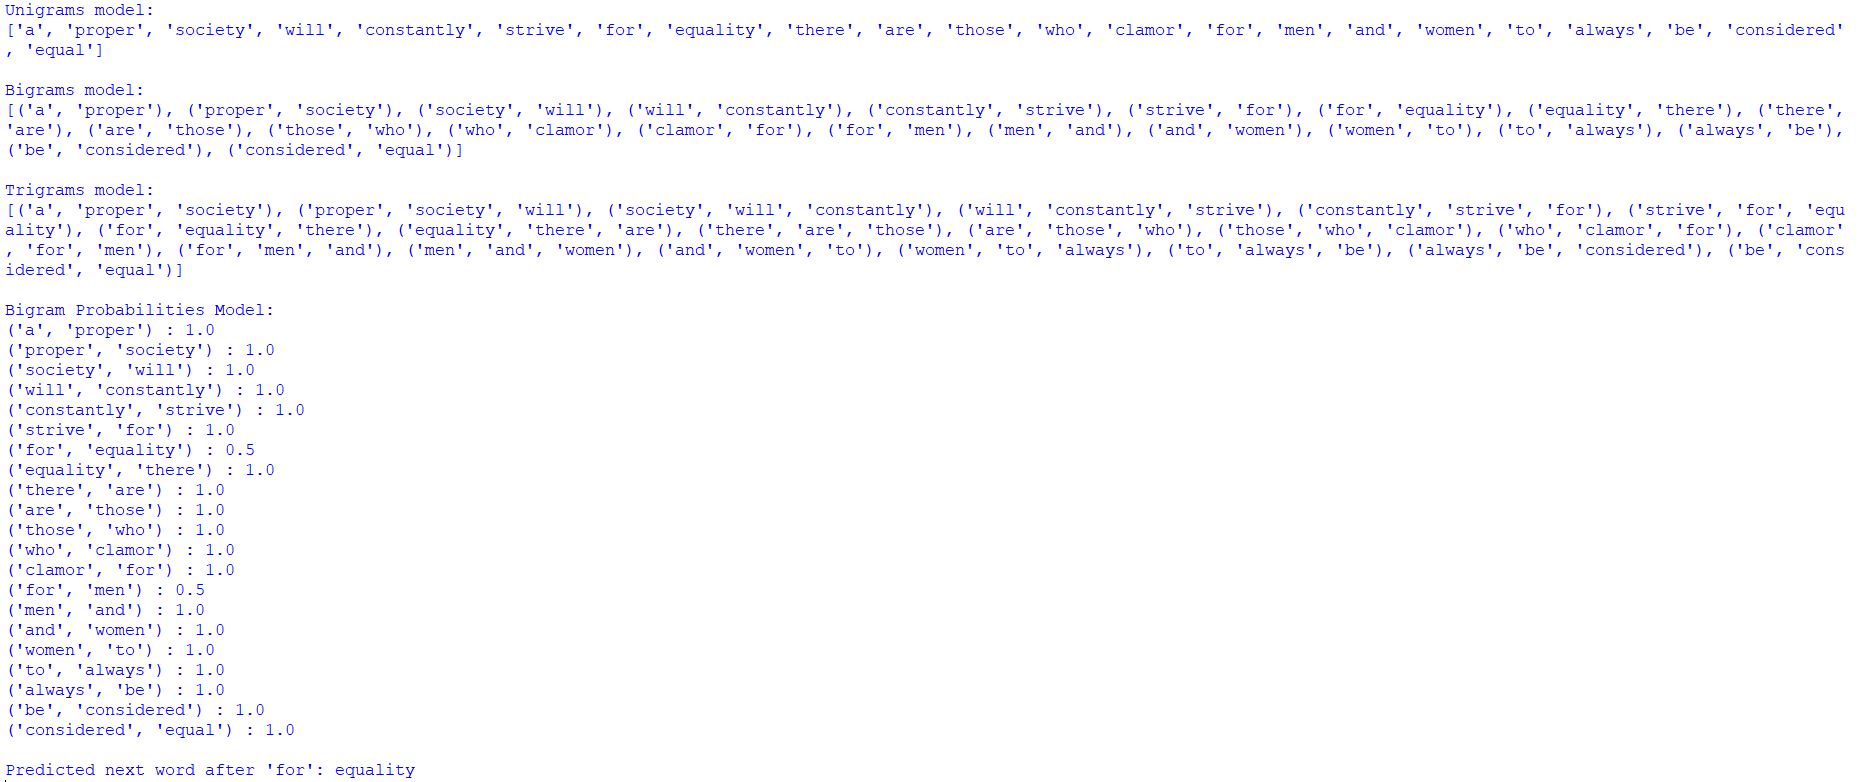 Unigrams model:
['a', 'proper', 'society', 'will', 'constantly', 'strive', 'for', 'equality', 'there', 'are', 'those', 'who', 'clamor', 'for', 'men', 'and', 'women', 'to', 'always', 'be', 'considered'
, 'equal']

Bigrams model:
[('a', 'proper'), ('proper', 'society'), ('society', 'will'), ('will', 'constantly'), ('constantly', 'strive'), ('strive', 'for'), ('for', 'equality'), ('equality', 'there'), ('there',
'are'), ('are', 'those'), ('those', 'who'), ('who', 'clamor'), ('clamor', 'for'), ('for', 'men'), ('men', 'and'), ('and', 'women'), ('women', 'to'), ('to', 'always'), ('always', 'be'),
('be', 'considered'), ('considered', 'equal')]

Trigrams model:
[('a', 'proper', 'society'), ('proper', 'society', 'will'), ('society', 'will', 'constantly'), ('will', 'constantly', 'strive'), ('constantly', 'strive', 'for'), ('strive', 'for', 'equ
ality'), ('for', 'equality', 'there'), ('equality', 'there', 'are'), ('there', 'are', 'those'), ('are', 'those', 'who'), ('those', 'who', 'clamor'), ('who', 'clamor', 'for'), ('clamor'
, 'for', 'men'), ('for', 'men', 'and'), ('men', 'and', 'women'), ('and', 'women', 'to'), ('women', 'to', 'always'), ('to', 'always', 'be'), ('always', 'be', 'considered'), ('be', 'cons
idered', 'equal')]

Bigram Probabilities Model:
('a', 'proper') : 1.0
('proper', 'society') : 1.0
('society', 'will') : 1.0
('will', 'constantly') : 1.0
('constantly', 'strive') : 1.0
('strive', 'for') : 1.0
('for', 'equality') : 0.5
('equality', 'there') : 1.0
('there', 'are') : 1.0
('are', 'those') : 1.0
('those', 'who') : 1.0
('who', 'clamor') : 1.0
('clamor', 'for') : 1.0
('for', 'men') : 0.5
('men', 'and') : 1.0
('and', 'women') : 1.0
('women', 'to') : 1.0
('to', 'always') : 1.0
('always', 'be') : 1.0
('be', 'considered') : 1.0
('considered', 'equal') : 1.0

Predicted next word after 'for': equality